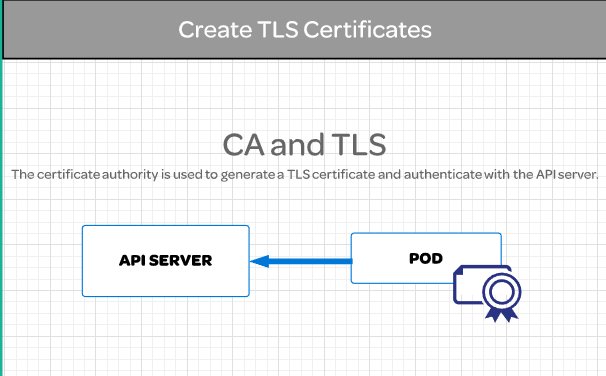 Create TLS Certificates
CA and TLS
The certificate authority is used to generate a TLS certificate and authenticate with the API server.
API SERVER
POD